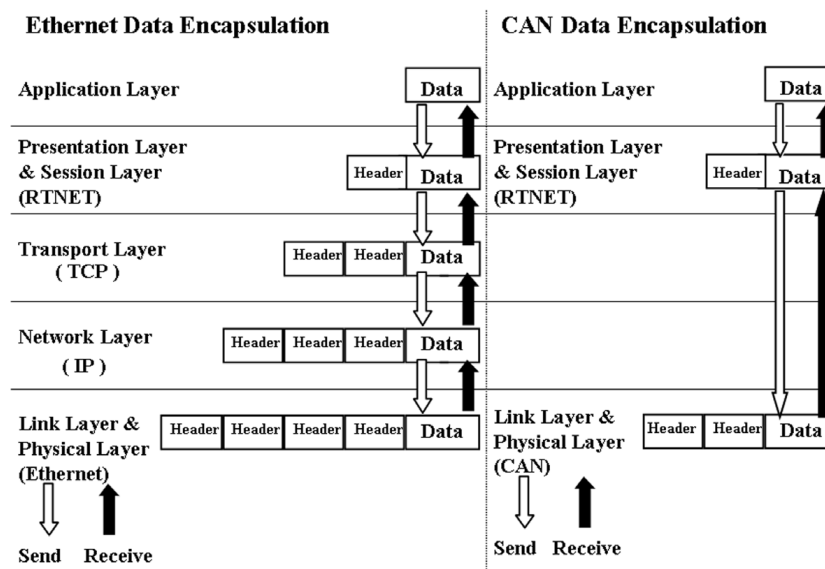 Ethernet Data Encapsulation
Application Layer
Data
Presentation Layer
& Session Layer
(RTNET)
Header Data
Transport Layer
( TCP )
Header Header Data
Network Layer
( IP )
Header Header Header Data
Link Layer &
Physical Layer
(Ethernet)
Header Header Header Header Data
Send Receive
CAN Data Encapsulation
Application Layer
Data
Presentation Layer
& Session Layer
(RTNET)
Header Data
Link Layer &
Physical Layer
(CAN)
Header Header Data
Send Receive